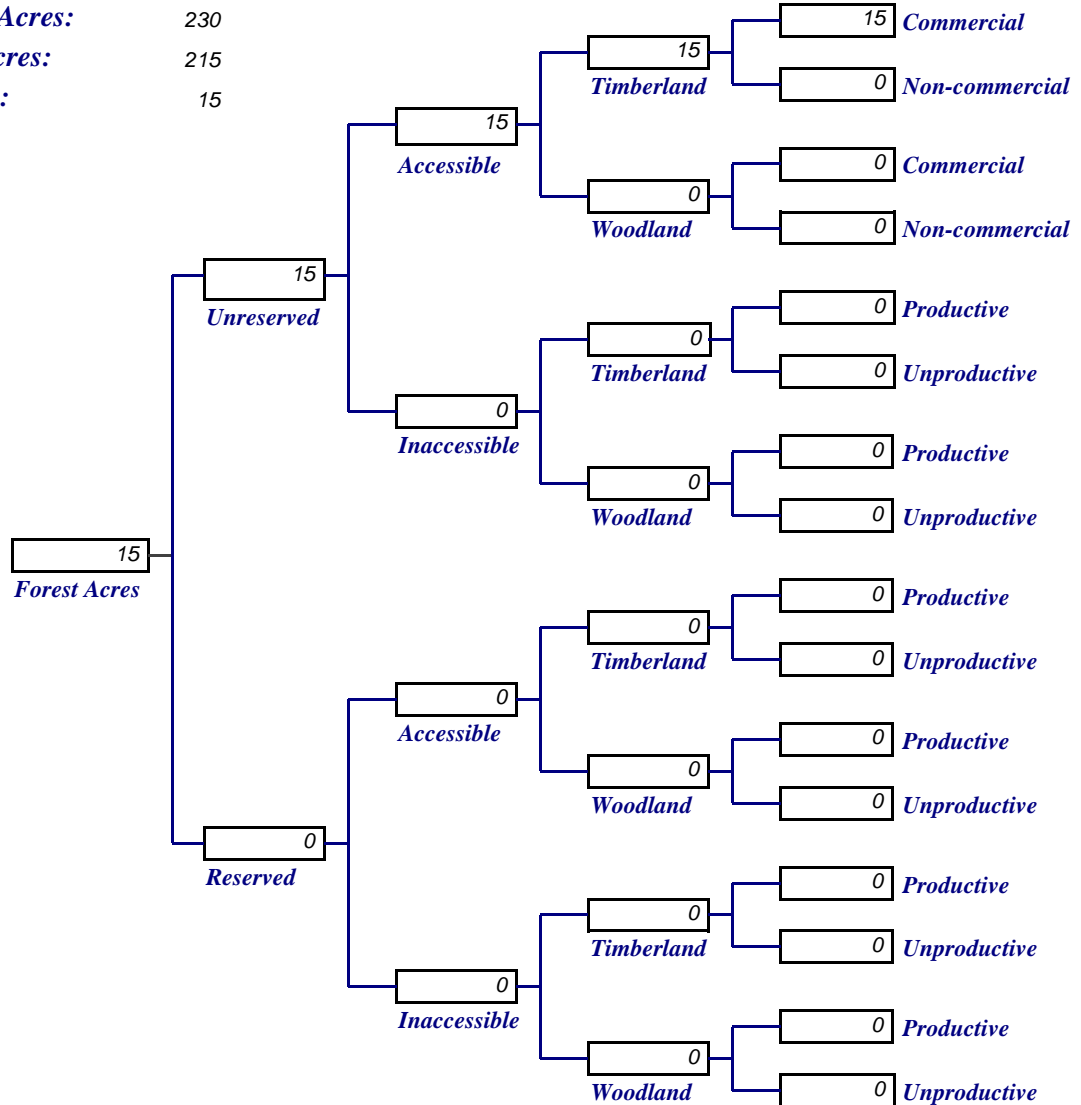 Acres: 230
cres: 215
: 15
15 Commercial
15
Timberland
0 Non-commercial
15
Accessible
0 Commercial
0
Woodland
0 Non-commercial
15
Unreserved
0 Productive
0
Timberland
0 Unproductive
0
Inaccessible
0 Productive
0
Woodland
0 Unproductive
15
Forest Acres
0 Productive
0
Timberland
0 Unproductive
0
Accessible
0 Productive
0
Woodland
0 Unproductive
0
Reserved
0 Productive
0
Timberland
0 Unproductive
0
Inaccessible
0 Productive
0
Woodland
0 Unproductive